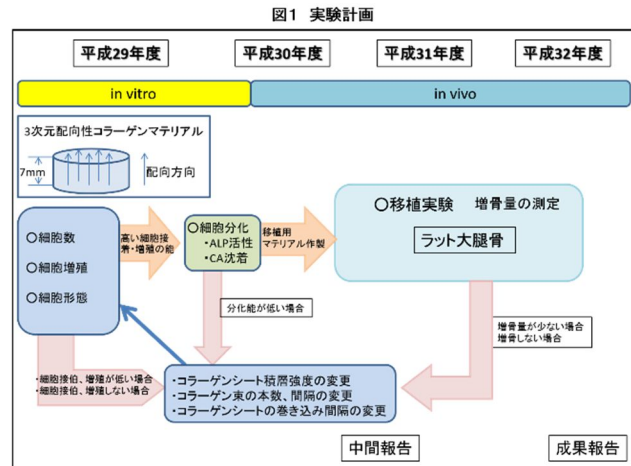 図1 実験計画
平成29年度
平成30年度
平成31年度
平成32年度
in vitro
in vivo
3次元配向性コラーゲンマテリアル
7mm
配向方向
〇細胞数
〇細胞増殖
〇細胞形態
高い細胞接
着・増殖の能
〇細胞分化
・ALP活性
・CA沈着
移植用
マテリアル作製
〇移植実験 増骨量の測定
ラット大腿骨
分化能が低い場合
増骨量が少ない場合
増骨しない場合
・細胞接伯、増殖が低い場合
・細胞接伯、増殖しない場合
・コラーゲンシート積層強度の変更
・コラーゲン束の本数、間隔の変更
・コラーゲンシートの巻き込み間隔の変更
中間報告
成果報告